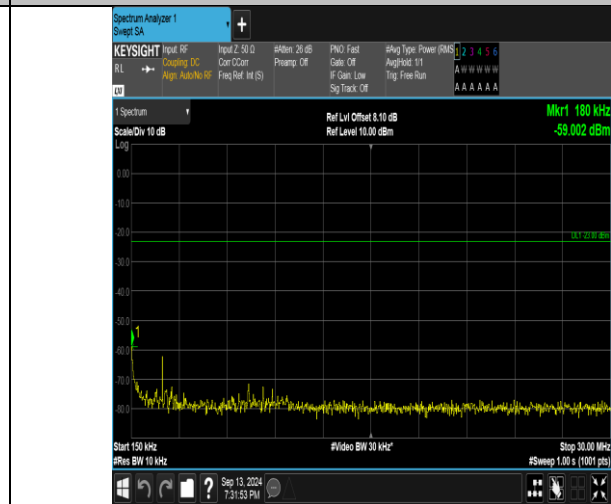 Spectrum Analyzer 1
Swept SA
+
KEYSIGHT Input: RF Input Z: 50 Ω #Atten: 26 dB PNO: Fast #Avg Type: Power (RMS 1 2 3 4 5 6
RL Coupling: DC Corr CCorr Preamp: Off Gate: Off Avg|Hold: 1/1 A W W W W W
Align: Auto/No RF Freq Ref: Int (S) IF Gain: Low Trig: Free Run
Sig Track: Off A A A A A A
LXI
1 Spectrum Ref Lvl Offset 8.10 dB Mkr1 180 kHz
Scale/Div 10 dB Ref Level 10.00 dBm -59.002 dBm
Log
0.00
-10.0
-20.0
-30.0
-40.0
-50.0
1
-60.0
-70.0
-80.0
Start 150 kHz #Video BW 30 kHz* Stop 30.00 MHz
#Res BW 10 kHz #Sweep 1.00 s (1001 pts)
? Sep 13, 2024
7:31:53 PM